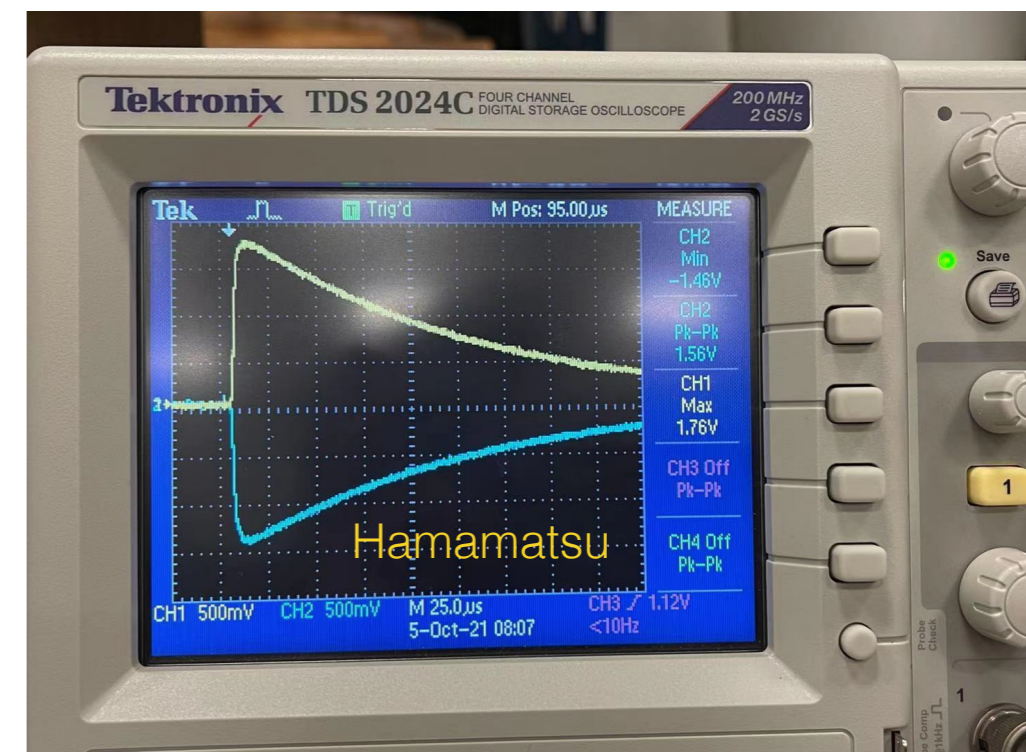 Tektronix TDS 2024C FOUR CHANNEL DIGITAL STORAGE OSCILLOSCOPE 200 MHz 2 GS/s
Tek T Trig'd M Pos: 95.00µs MEASURE
CH2
Min
-1.46V
CH2
Pk-Pk
1.56V
CH1
Max
1.76V
CH3 Off
Pk-Pk
CH4 Off
Pk-Pk
2
Hamamatsu
CH1 500mV CH2 500mV M 25.0µs CH3 1.12V
5-Oct-21 08:07 <10Hz
Save
1
Probe
Check
1